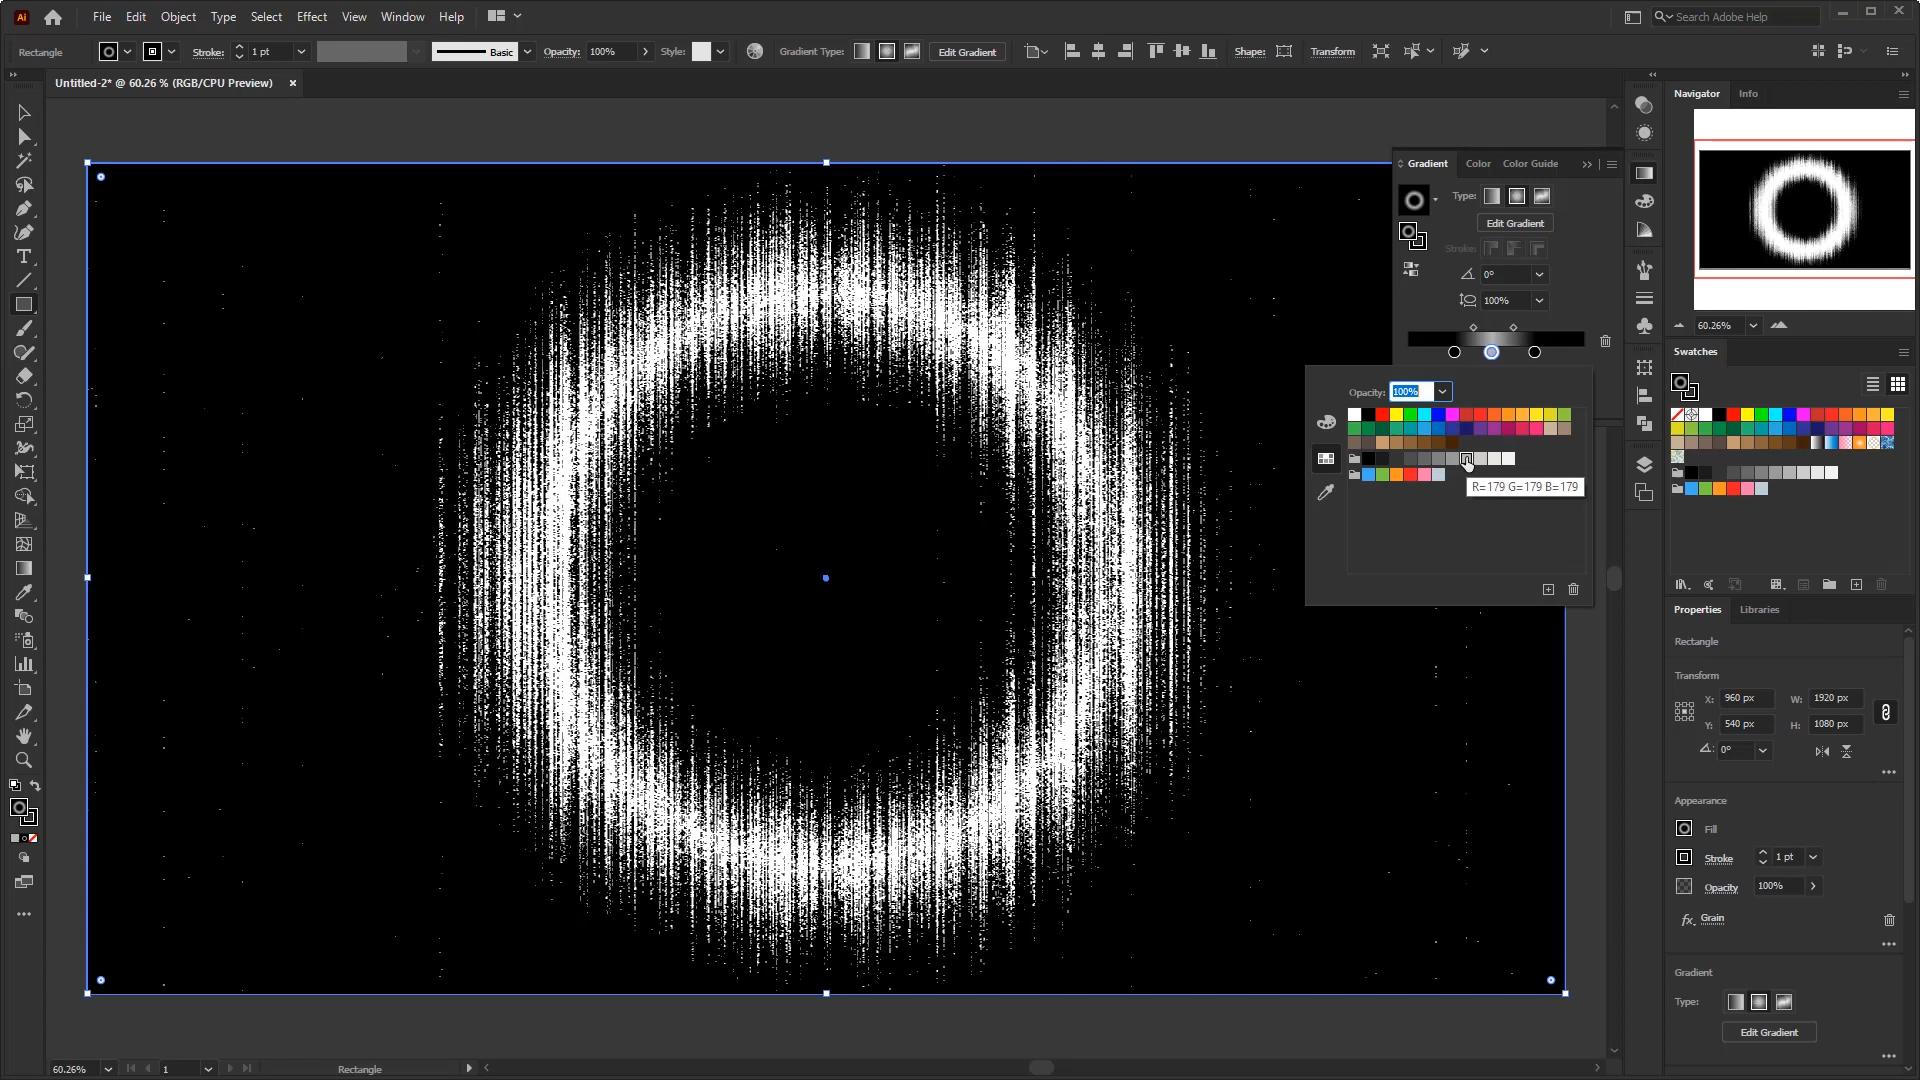 Ai File Edit Object Type Select Effect View Window Help Search Adobe Help
Rectangle Stroke: 1 pt Basic Opacity: 100% Style: Gradient Type: Edit Gradient Shape: Transform
Untitled-2* @ 60.26 % (RGB/CPU Preview) ×
Navigator Info
Gradient Color Color Guide
Type:
Edit Gradient
Stroke:
0°
100%
60.26%
Swatches
Opacity: 100%
R=179 G=179 B=179
Properties Libraries
Rectangle
Transform
X: 960 px W: 1920 px
Y: 540 px H: 1080 px
0°
Appearance
Fill
Stroke 1 pt
Opacity 100%
fx. Grain
Gradient
Type:
Edit Gradient
60.26% 1 Rectangle